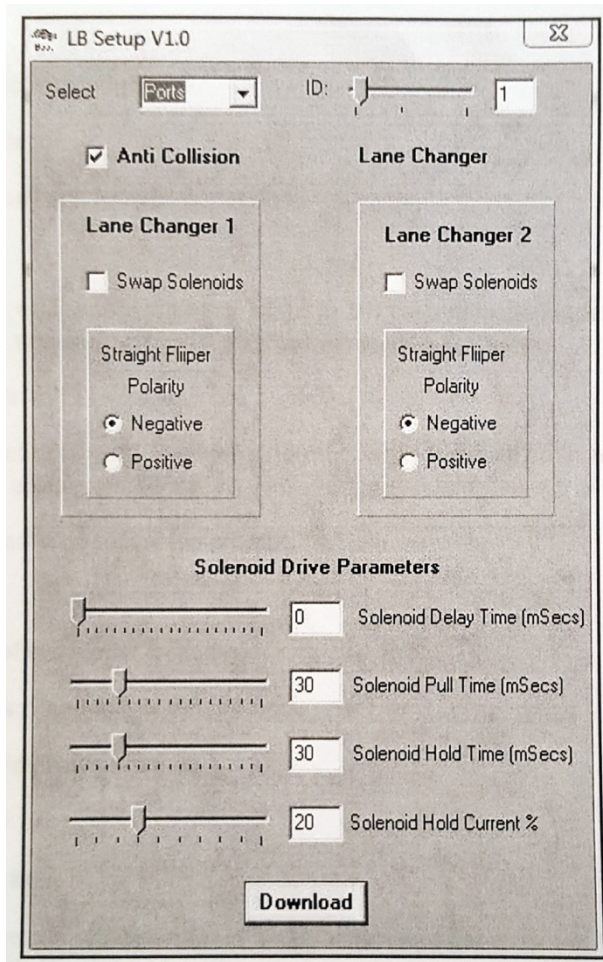 LB Setup V1.0
Select Ports ID: 1
Anti Collision Lane Changer
Lane Changer 1
Swap Solenoids
Straight Fliiper
Polarity
Negative
Positive
Lane Changer 2
Swap Solenoids
Straight Fliiper
Polarity
Negative
Positive
Solenoid Drive Parameters
0 Solenoid Delay Time (mSecs)
30 Solenoid Pull Time (mSecs)
30 Solenoid Hold Time (mSecs)
20 Solenoid Hold Current %
Download